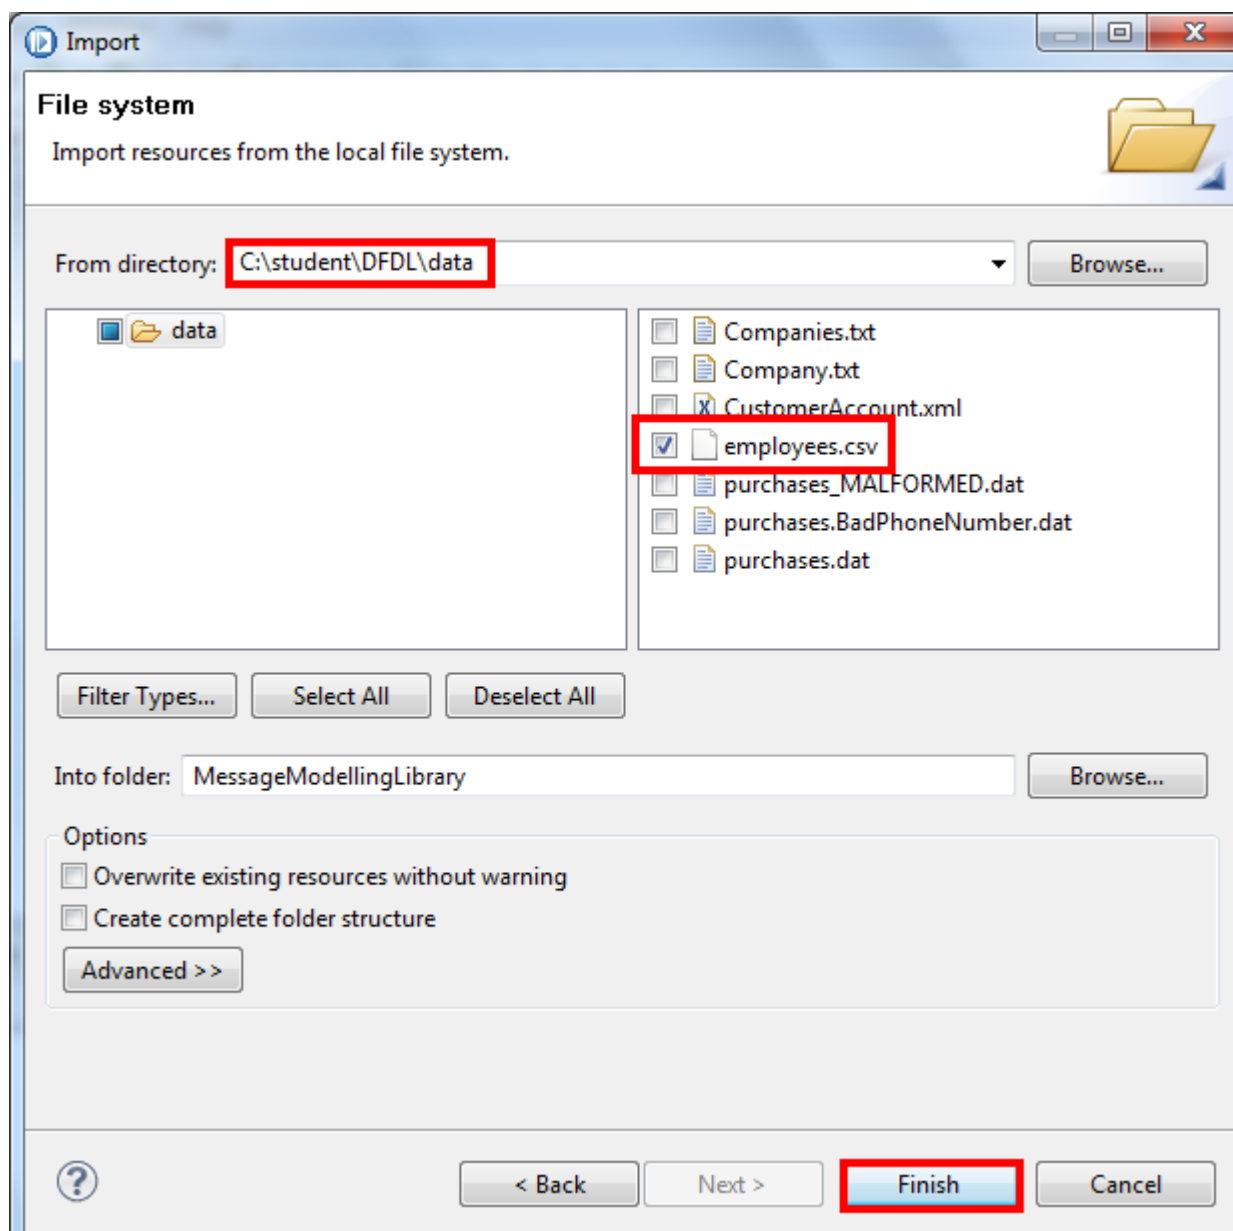 Import
File system
Import resources from the local file system.
From directory: C:\student\DFDL\data
Browse...
data
Companies.txt
Company.txt
CustomerAccount.xml
employees.csv
purchases_MALFORMED.dat
purchases.BadPhoneNumber.dat
purchases.dat
Filter Types... Select All Deselect All
Into folder: MessageModellingLibrary Browse...
Options
Overwrite existing resources without warning
Create complete folder structure
Advanced >>
< Back Next > Finish Cancel